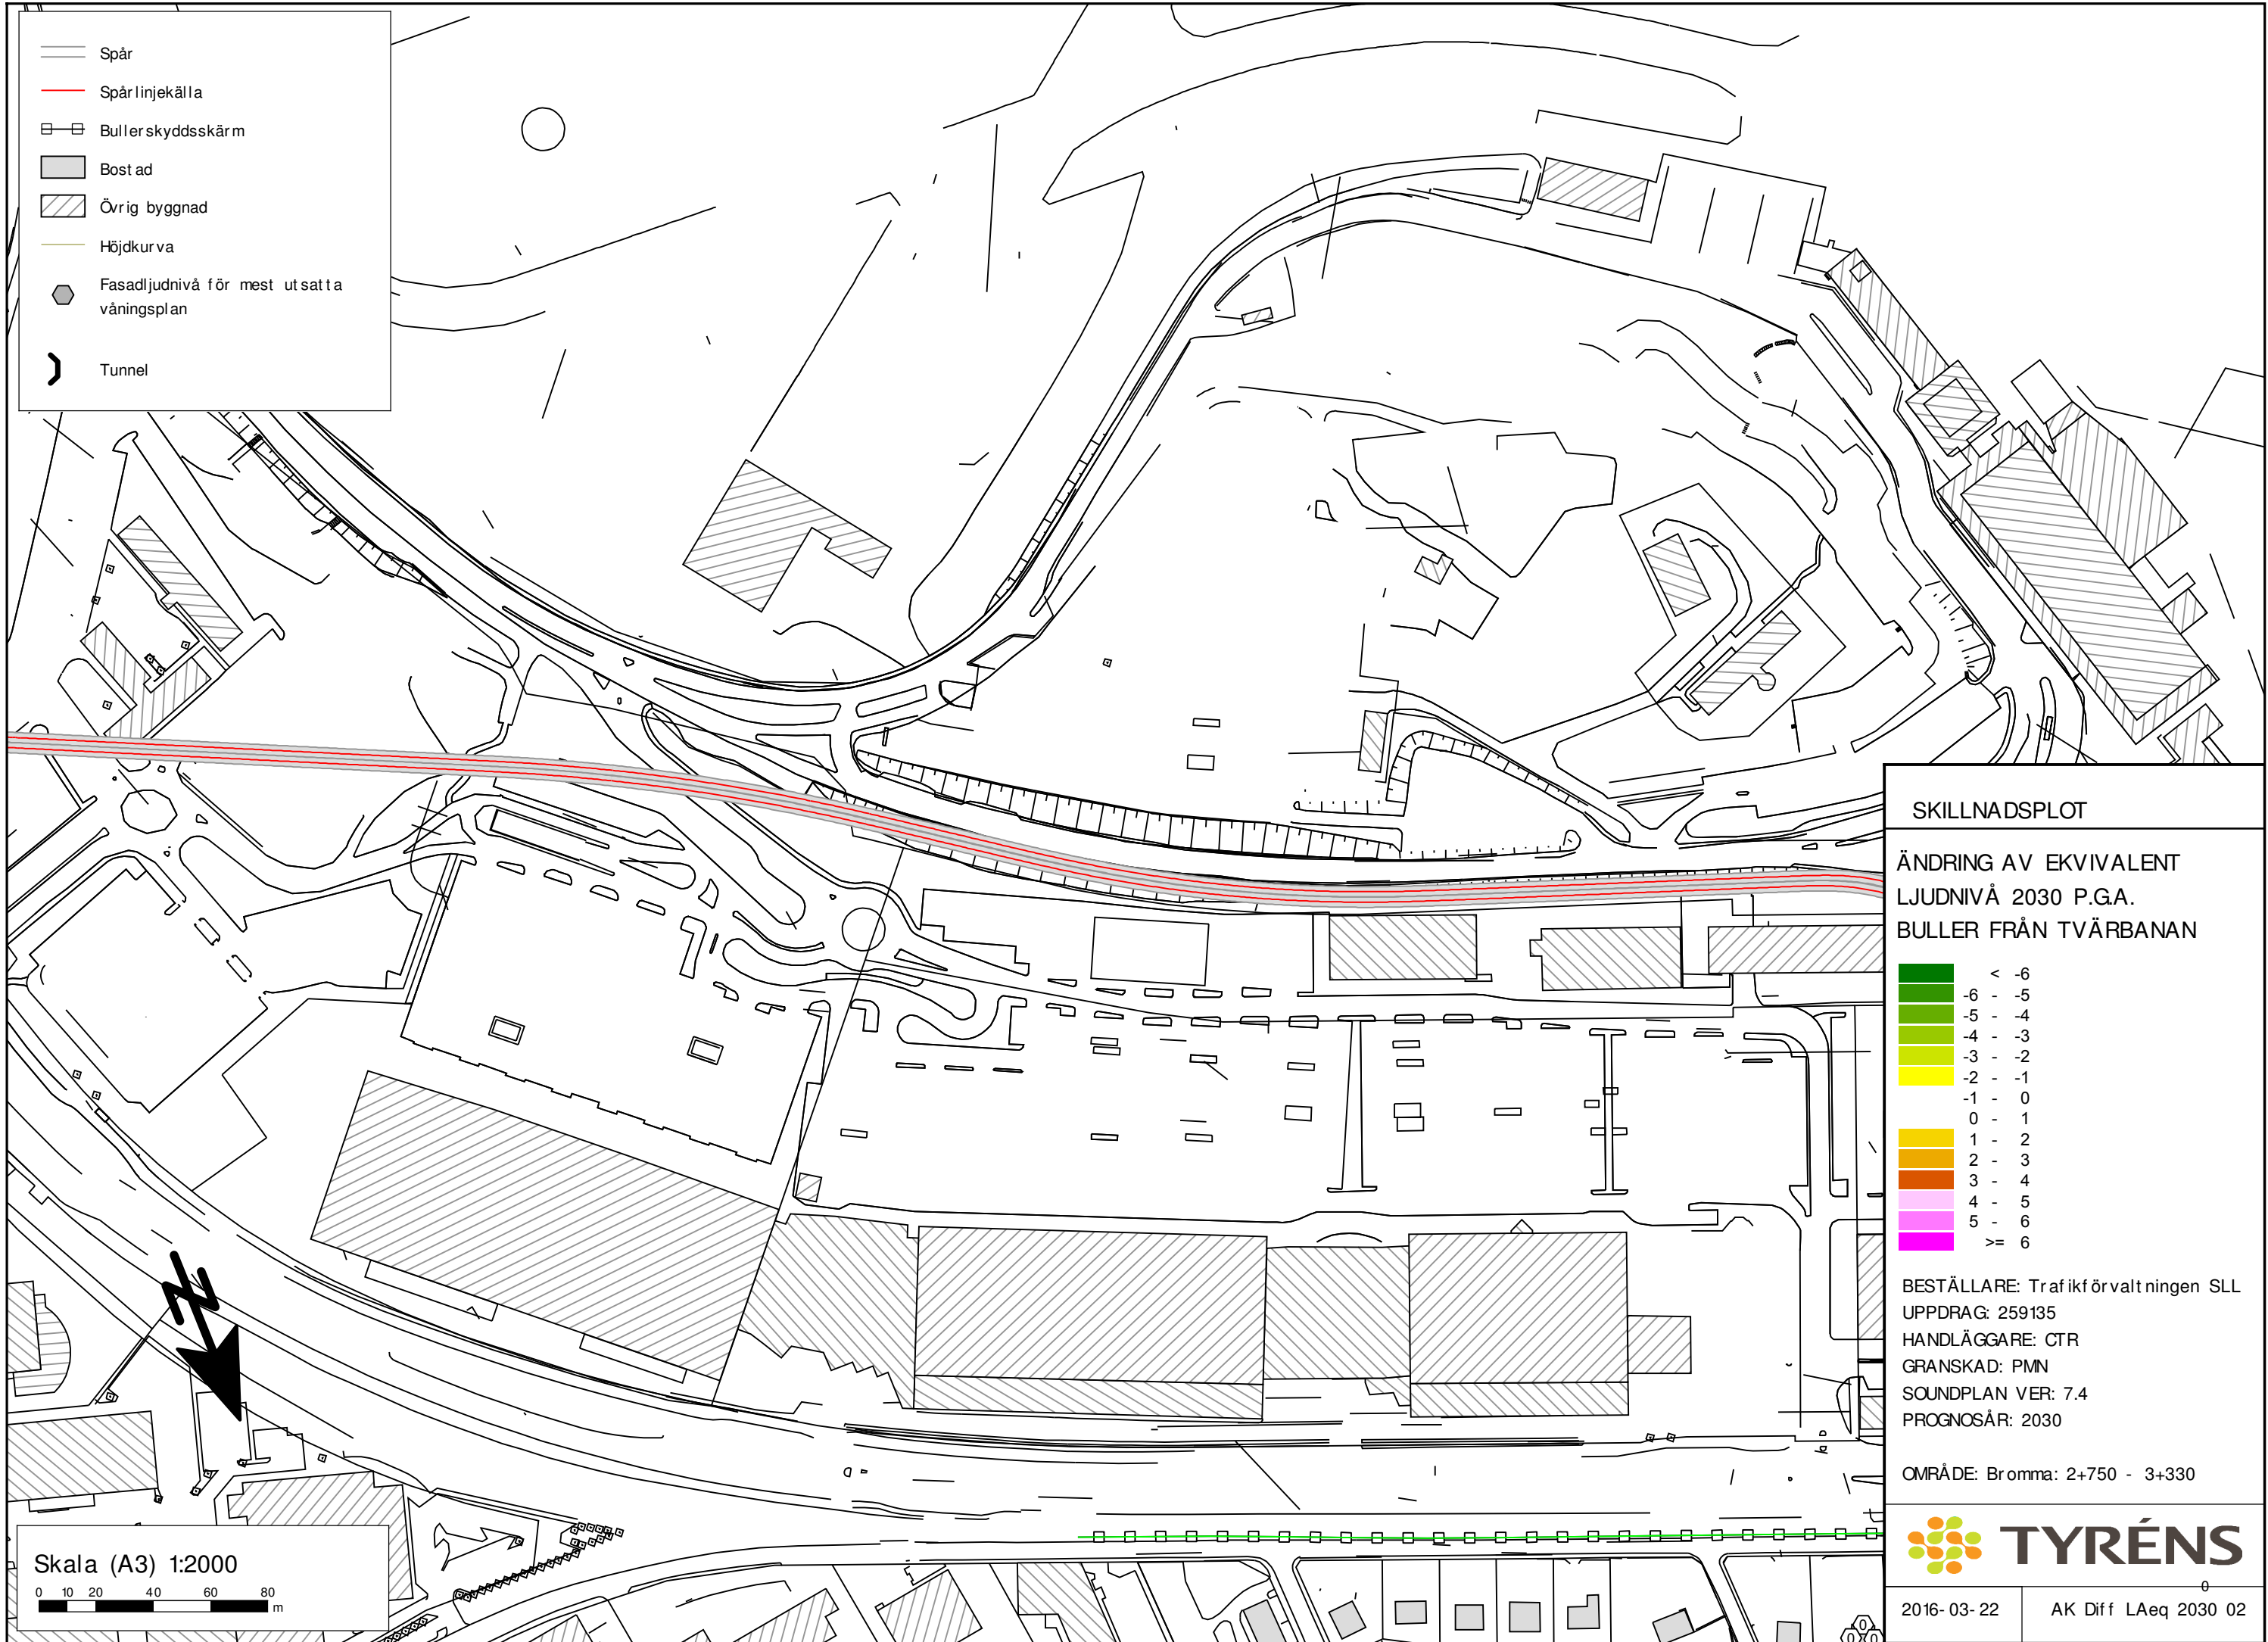 Spår
Spårlinjekälla
Bullerskyddsskärm
Bostad
Övrig byggnad
Höjdkurva
Fasadljudnivå för mest utsatta
våningsplan
Tunnel
SKILLNADSPLOT
ÄNDRING AV EKVIVALENT
LJUDNIVÅ 2030 P.G.A.
BULLER FRÅN TVÄRBANAN
< -6
-6 - -5
-5 - -4
-4 - -3
-3 - -2
-2 - -1
-1 - 0
0 - 1
1 - 2
2 - 3
3 - 4
4 - 5
5 - 6
>= 6
BESTÄLLARE: Trafikförvaltningen SLL
UPPDRAG: 259135
HANDLÄGGARE: CTR
GRANSKAD: PMN
SOUNDPLAN VER: 7.4
PROGNOSÅR: 2030
OMRÅDE: Bromma: 2+750 - 3+330
TYRÉNS
0
2016-03-22
AK Diff LAeq 2030 02
N
Skala (A3) 1:2000
0 10 20 40 60 80
m
0
0 0